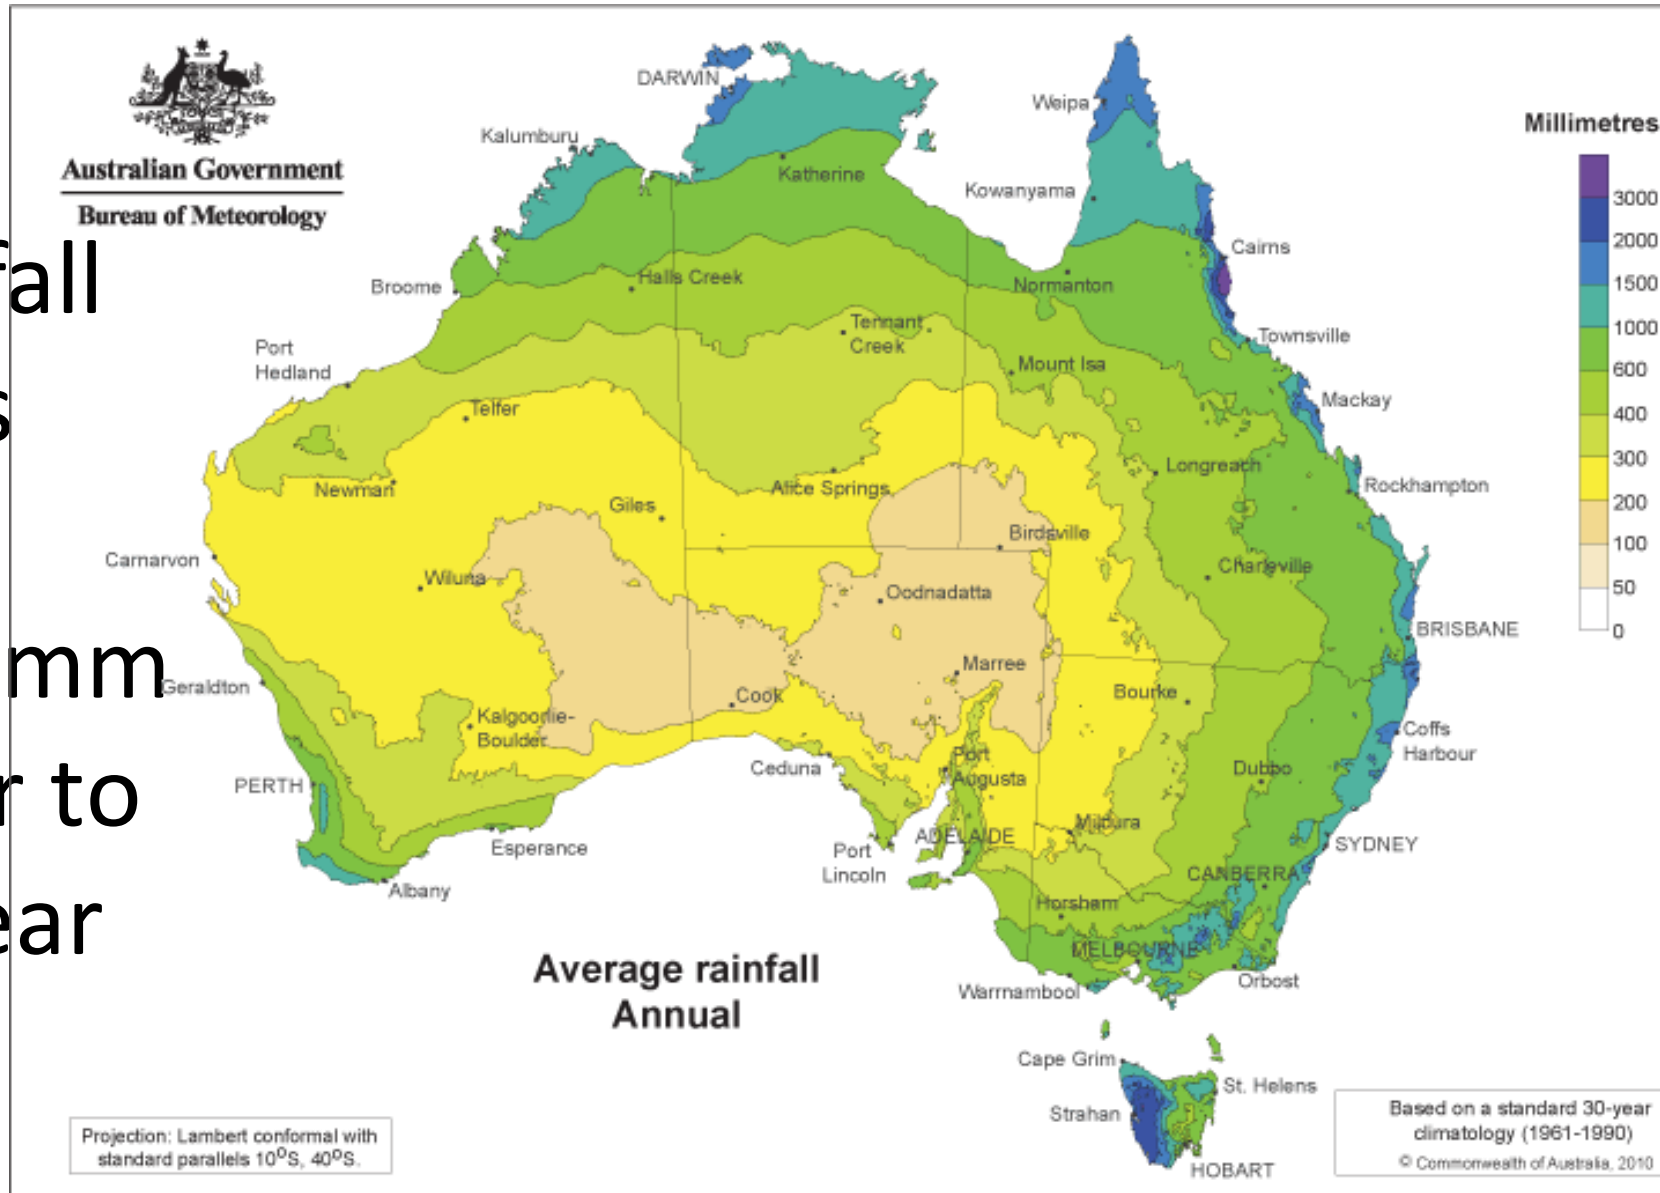 Australian Government
Bureau of Meteorology
fall
s
mm
r to
ear
DARWIN
Kalumburu
Katherine
Weipa
Kowanyama
Cairns
Broome
Halls Creek
Normanton
Townsville
Port
Hedland
Tennant
Creek
Mount Isa
Mackay
Telfer
Newman
Alice Springs
Longreach
Rockhampton
Giles
Birdsville
Carnarvon
Wiluna
Oodnadatta
Charleville
BRISBANE
Geraldton
Marree
Cook
Bourke
Kalgoorlie-
Boulder
Coffs
Harbour
PERTH
Ceduna
Port
Augusta
Dubbo
Esperance
ADELAIDE
Mildura
SYDNEY
Port
Lincoln
CANBERRA
Albany
Horsham
MELBOURNE
Warrnambool
Orbost
Cape Grim
St. Helens
Strahan
HOBART
Millimetres
3000
2000
1500
1000
600
400
300
200
100
50
0
Average rainfall
Annual
Projection: Lambert conformal with
standard parallels 10°S, 40°S.
Based on a standard 30-year
climatology (1961-1990)
© Commonwealth of Australia, 2010